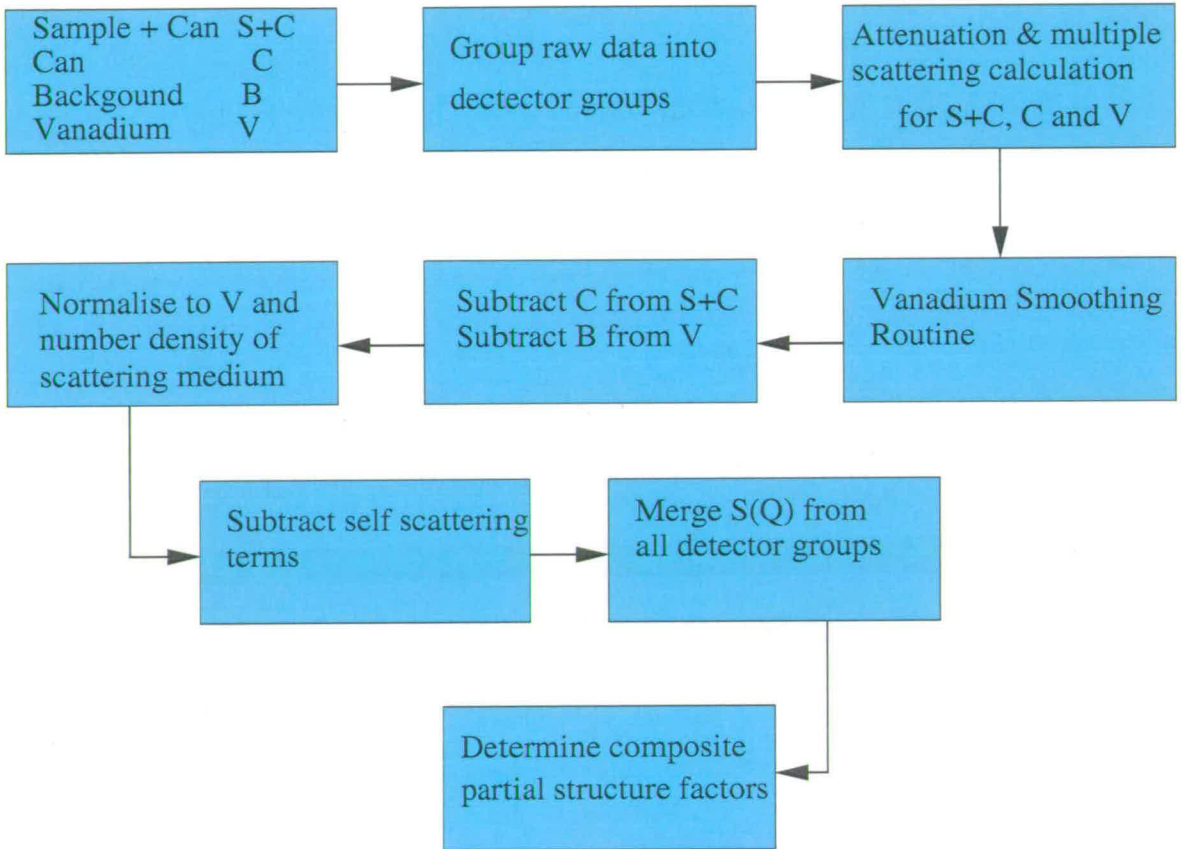 Sample + Can S+C
Can C
Backgound B
Vanadium V
Group raw data into
dectector groups
Attenuation & multiple
scattering calculation
for S+C, C and V
Vanadium Smoothing
Routine
Subtract C from S+C
Subtract B from V
Normalise to V and
number density of
scattering medium
Subtract self scattering
terms
Merge S(Q) from
all detector groups
Determine composite
partial structure factors